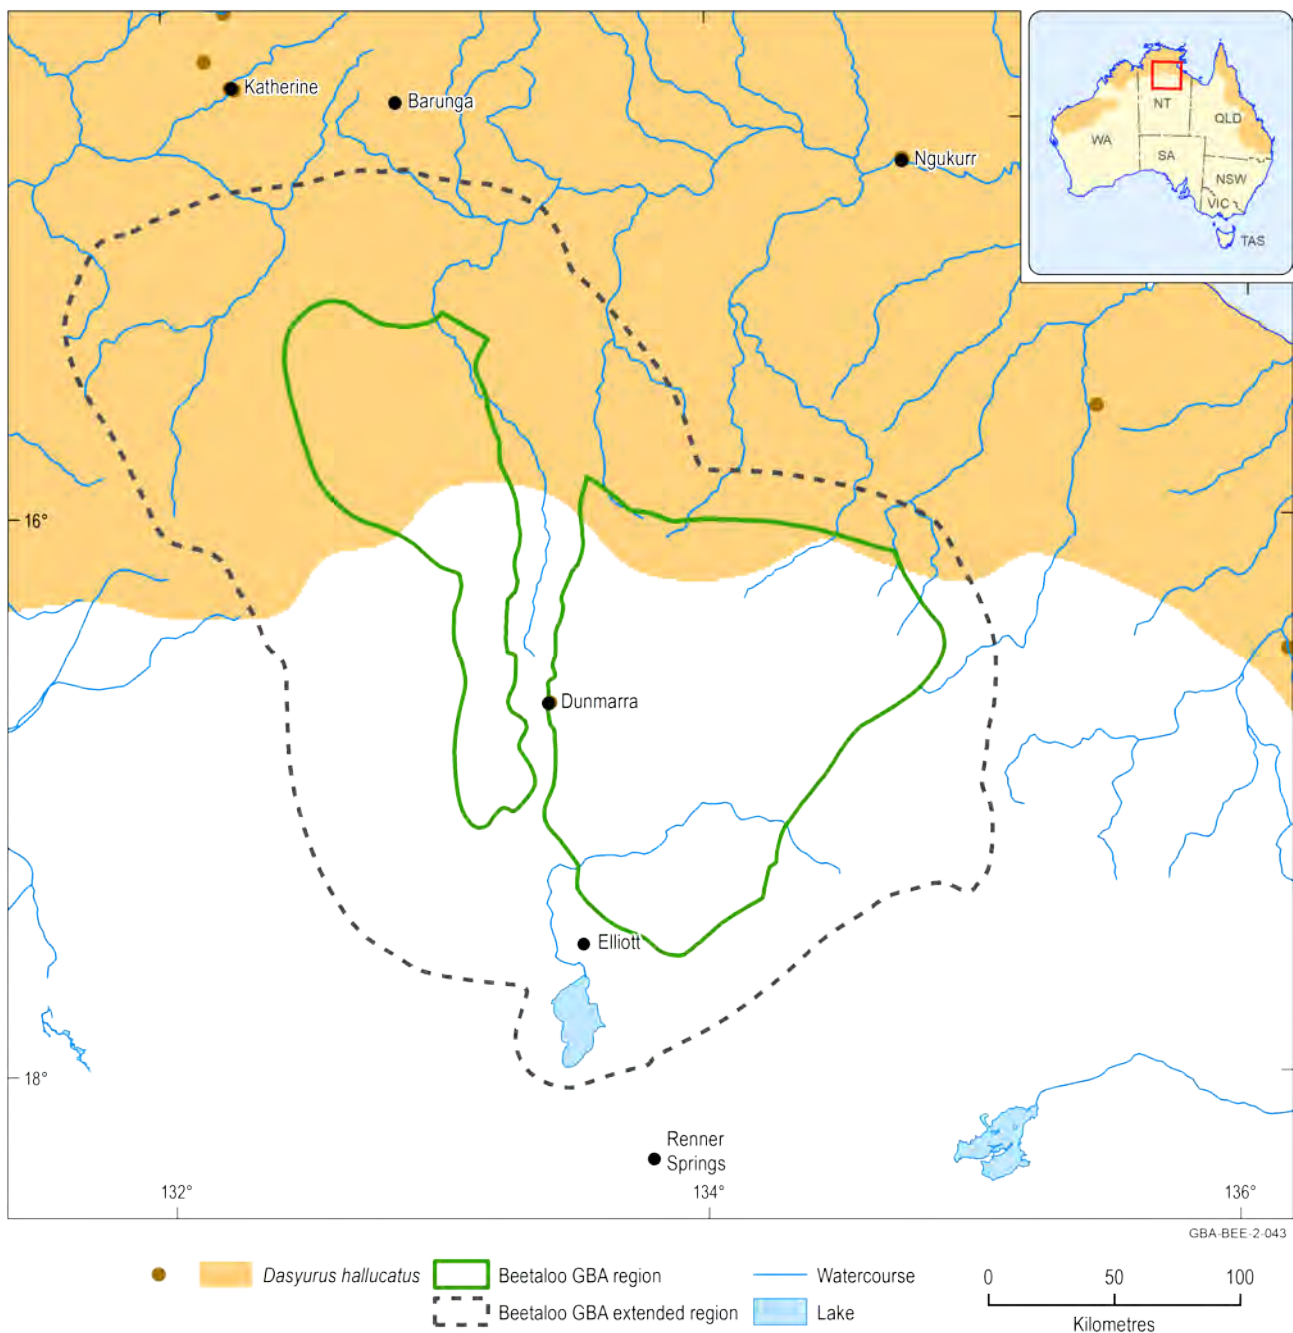 Katherine
Barunga
Ngukurr
NT
QLD
WA
SA
NSW
VIC
TAS
16°
Dunmarra
Elliott
18°
Renner
Springs
132°
134°
136°
GBA-BEE-2-043
Dasyurus hallucatus
Beetaloo GBA region
Beetaloo GBA extended region
Watercourse
Lake
0 50 100
Kilometres